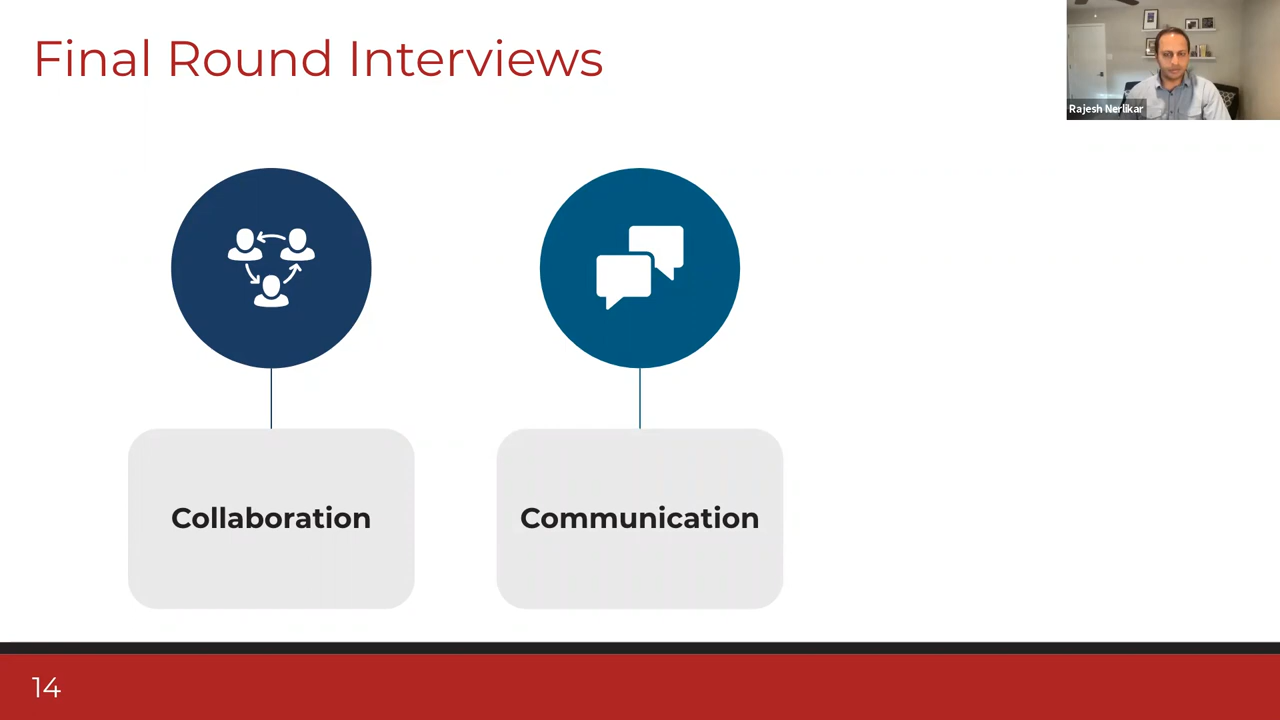 Final Round Interviews
Rajesh Nerlikar
Collaboration
Communication
14